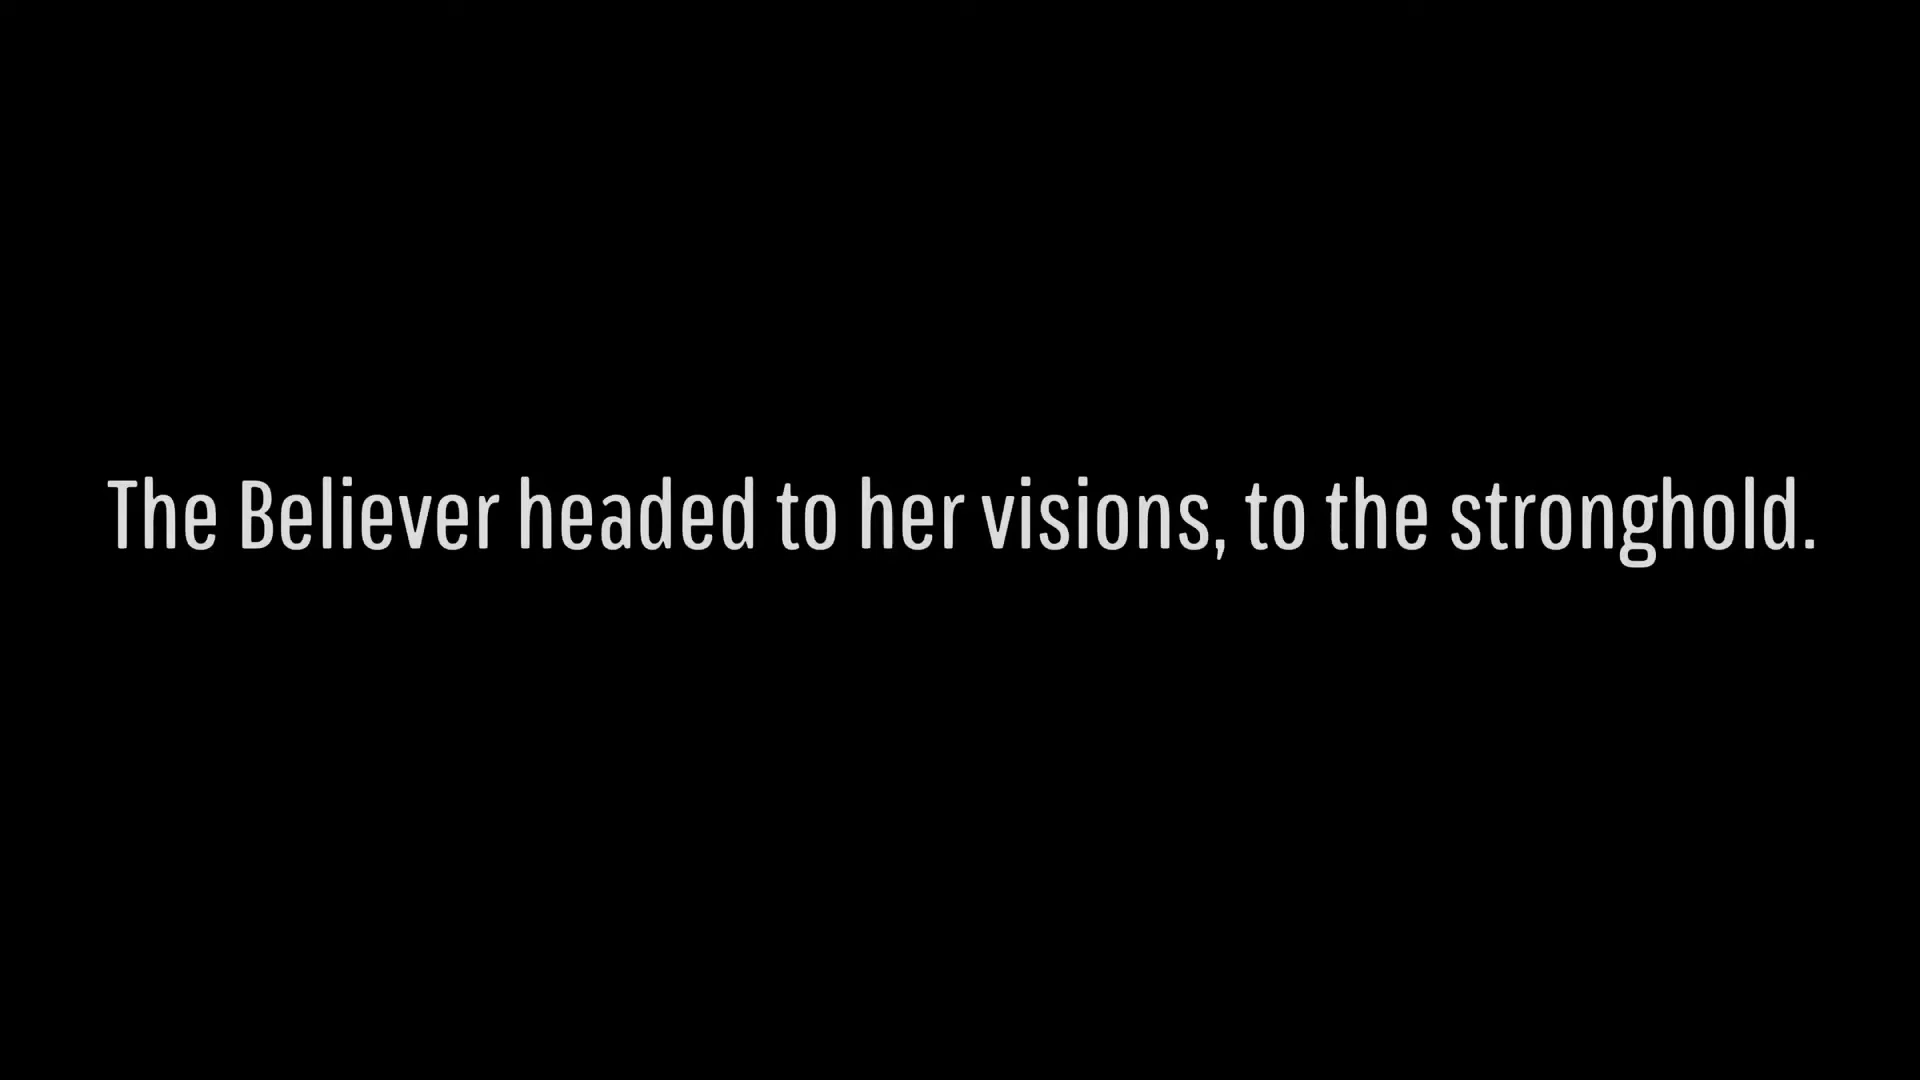 The Believer headed to her visions, to the stronghold.